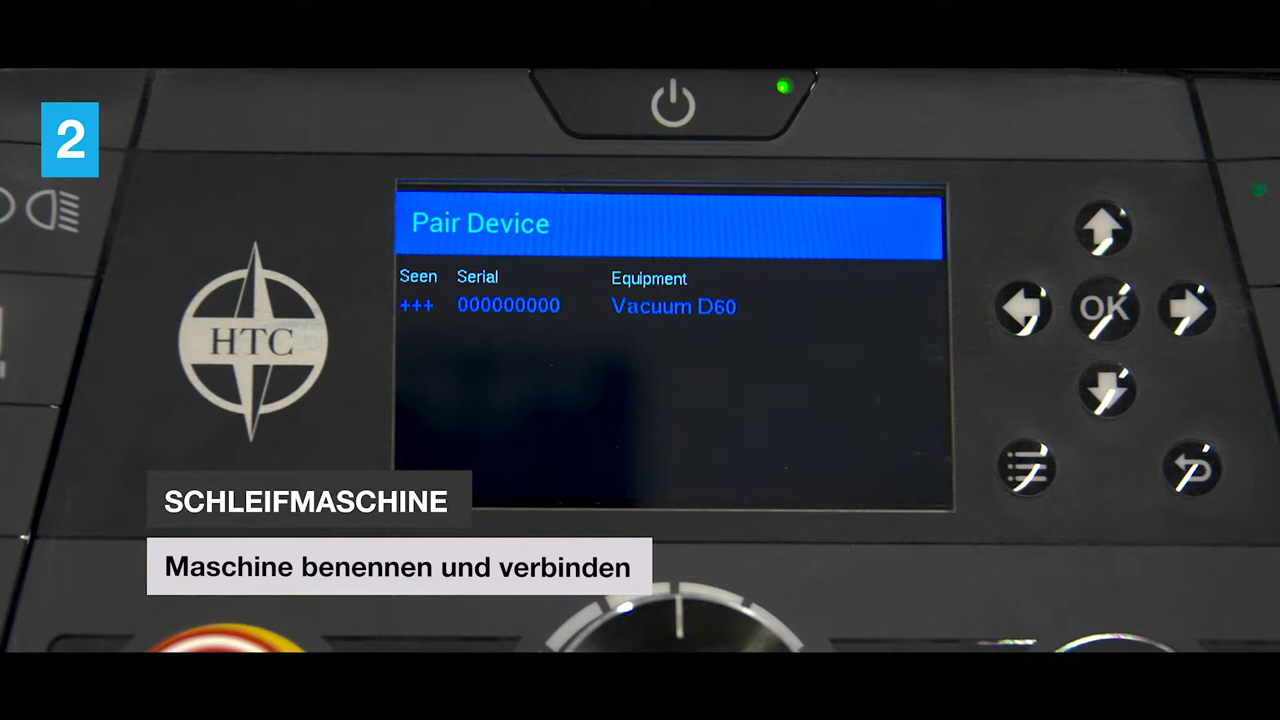 2
Pair Device
Seen Serial Equipment
+++ 000000000 Vacuum D60
HTC
OK
SCHLEIFMASCHINE
Maschine benennen und verbinden